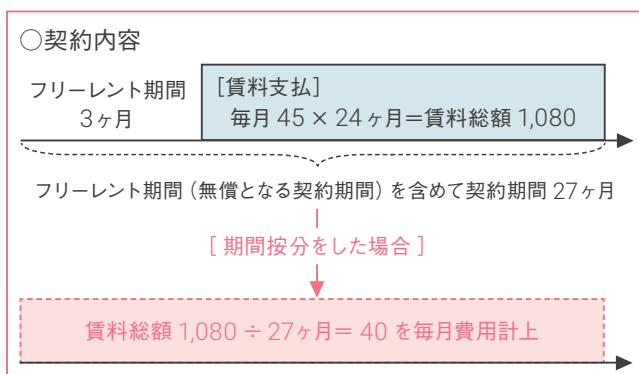 ○契約内容
フリーレント期間
3ヶ月
［賃料支払］
毎月 45 × 24ヶ月＝賃料総額 1,080
フリーレント期間（無償となる契約期間）を含めて契約期間 27ヶ月
［ 期間按分をした場合 ］
賃料総額 1,080 ÷ 27ヶ月＝ 40 を毎月費用計上